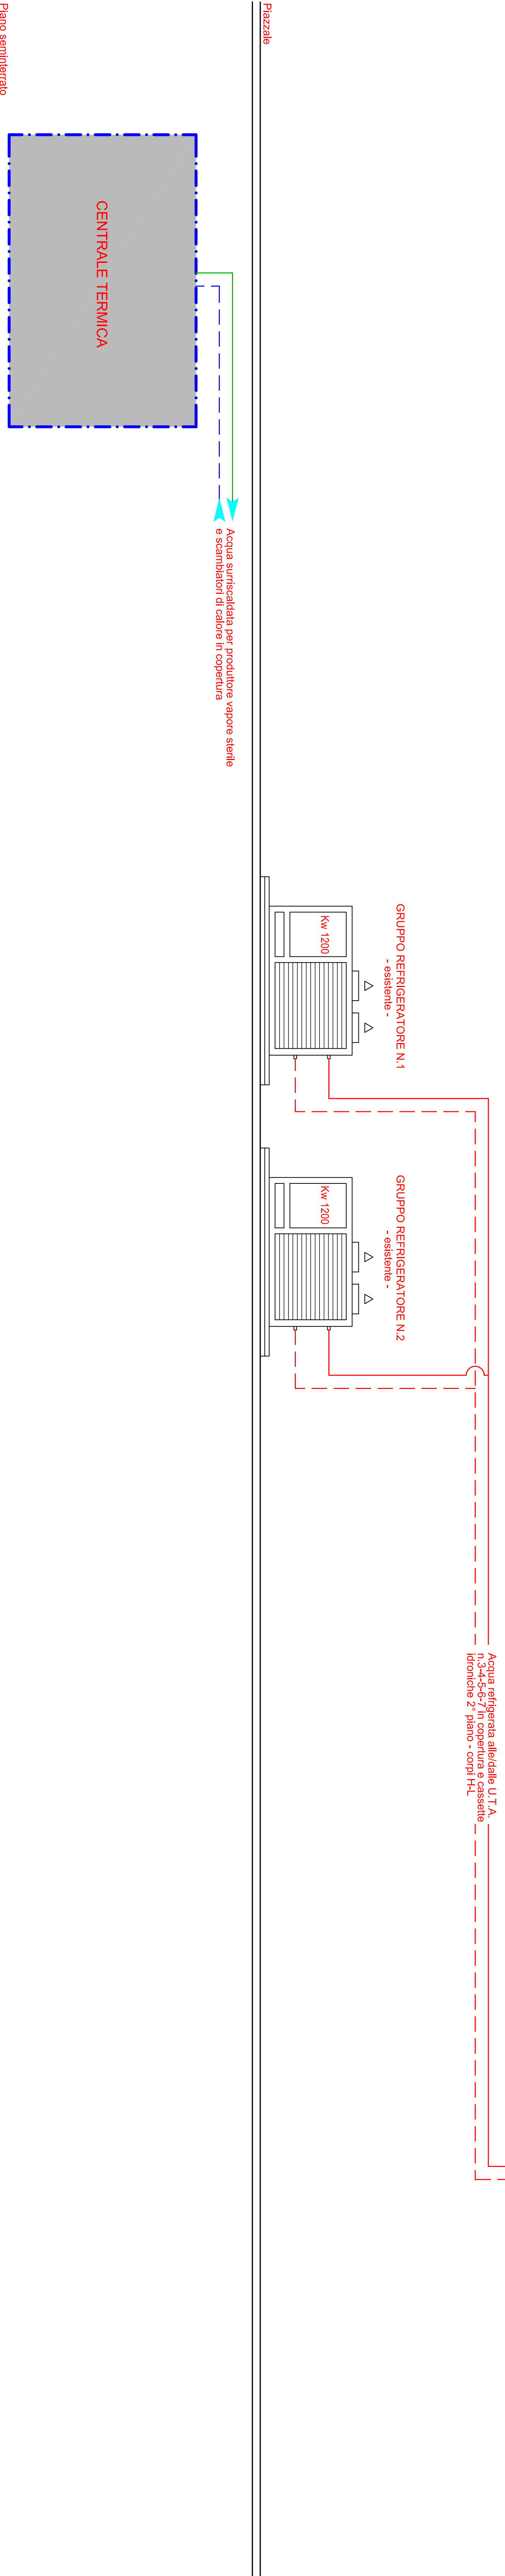 Acqua refrigerata alle/dalle U.T.A.
n.3-4-5-6-7 in copertura e cassette
idroniche 2° piano - corpi H-L
GRUPPO REFRIGERATORE N.1
- esistente -
Kw 1200
GRUPPO REFRIGERATORE N.2
- esistente -
Kw 1200
Piazzale
Acqua surriscaldata per produttore vapore sterile
e scambiatori di calore in copertura
CENTRALE TERMICA
Piano seminterrato